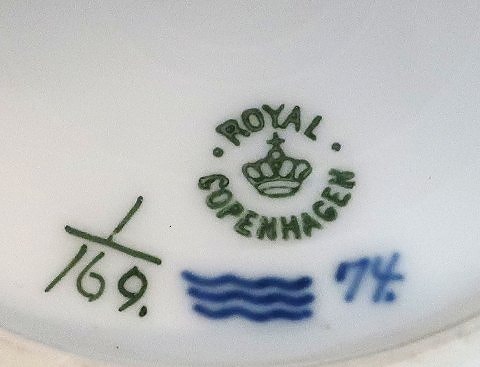 ROYAL
COPENHAGEN
1
169.
74.